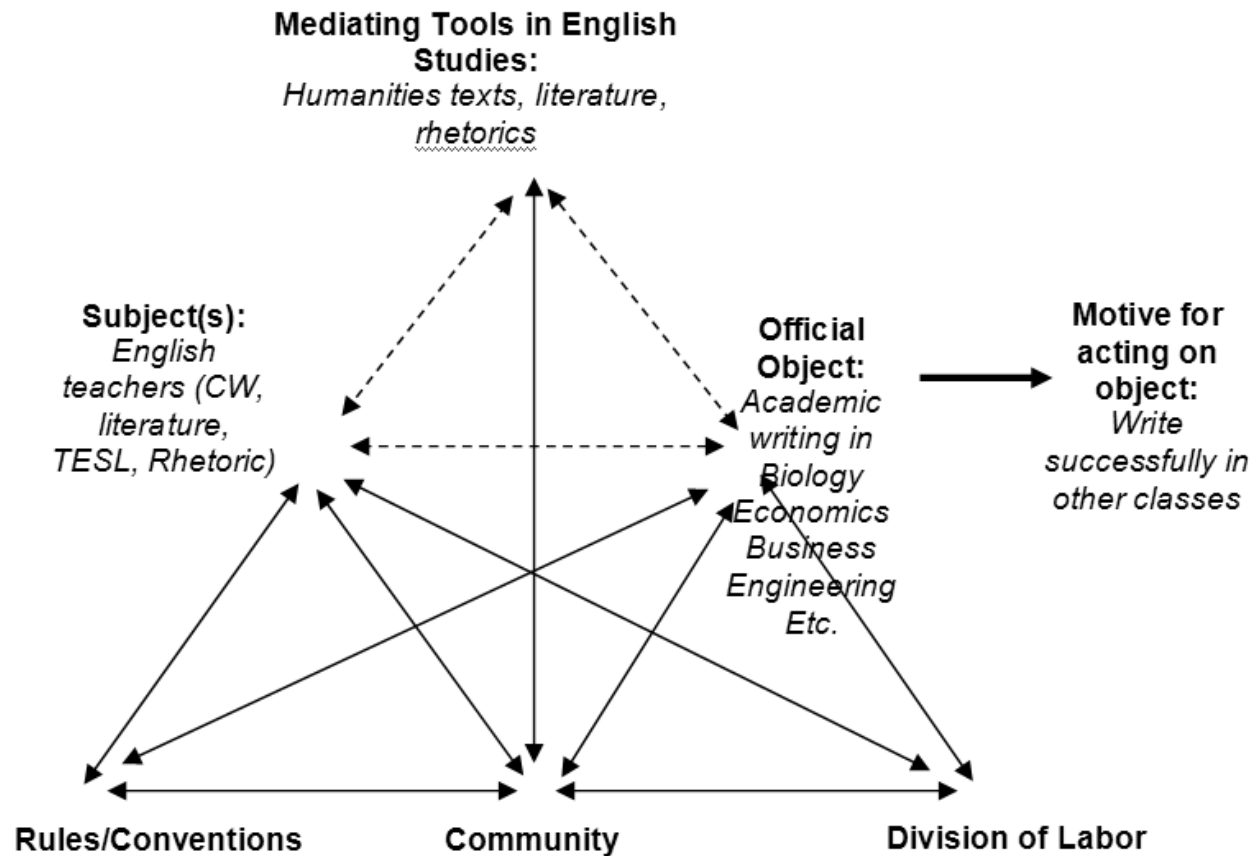 Mediating Tools in English
Studies:
Humanities texts, literature,
rhetorics
Subject(s):
English
teachers (CW,
literature,
TESL, Rhetoric)
Official
Object:
Academic
writing in
Biology
Economics
Business
Engineering
Etc.
Motive for
acting on
object:
Write
successfully in
other classes
Rules/Conventions
Community
Division of Labor